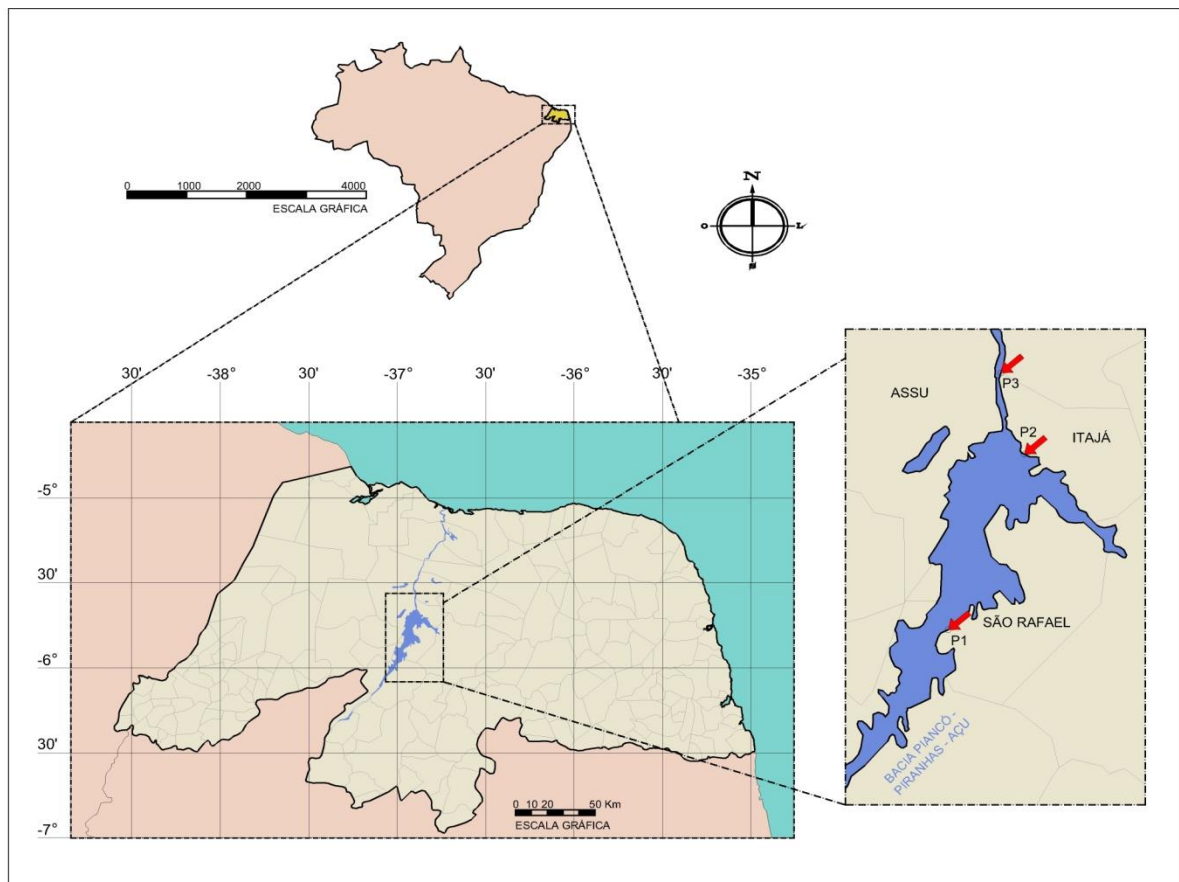 0 1000 2000 4000
ESCALA GRÁFICA
N
O L
30' -38° 30' -37° 30' -36° 30' -35°
-5°
30'
-6°
30'
-7°
0 10 20 50 Km
ESCALA GRÁFICA
P3
ASSU
P2
ITAJÁ
SÃO RAFAEL
P1
BACIA PIANCÓ -
PIRANHAS - AÇU